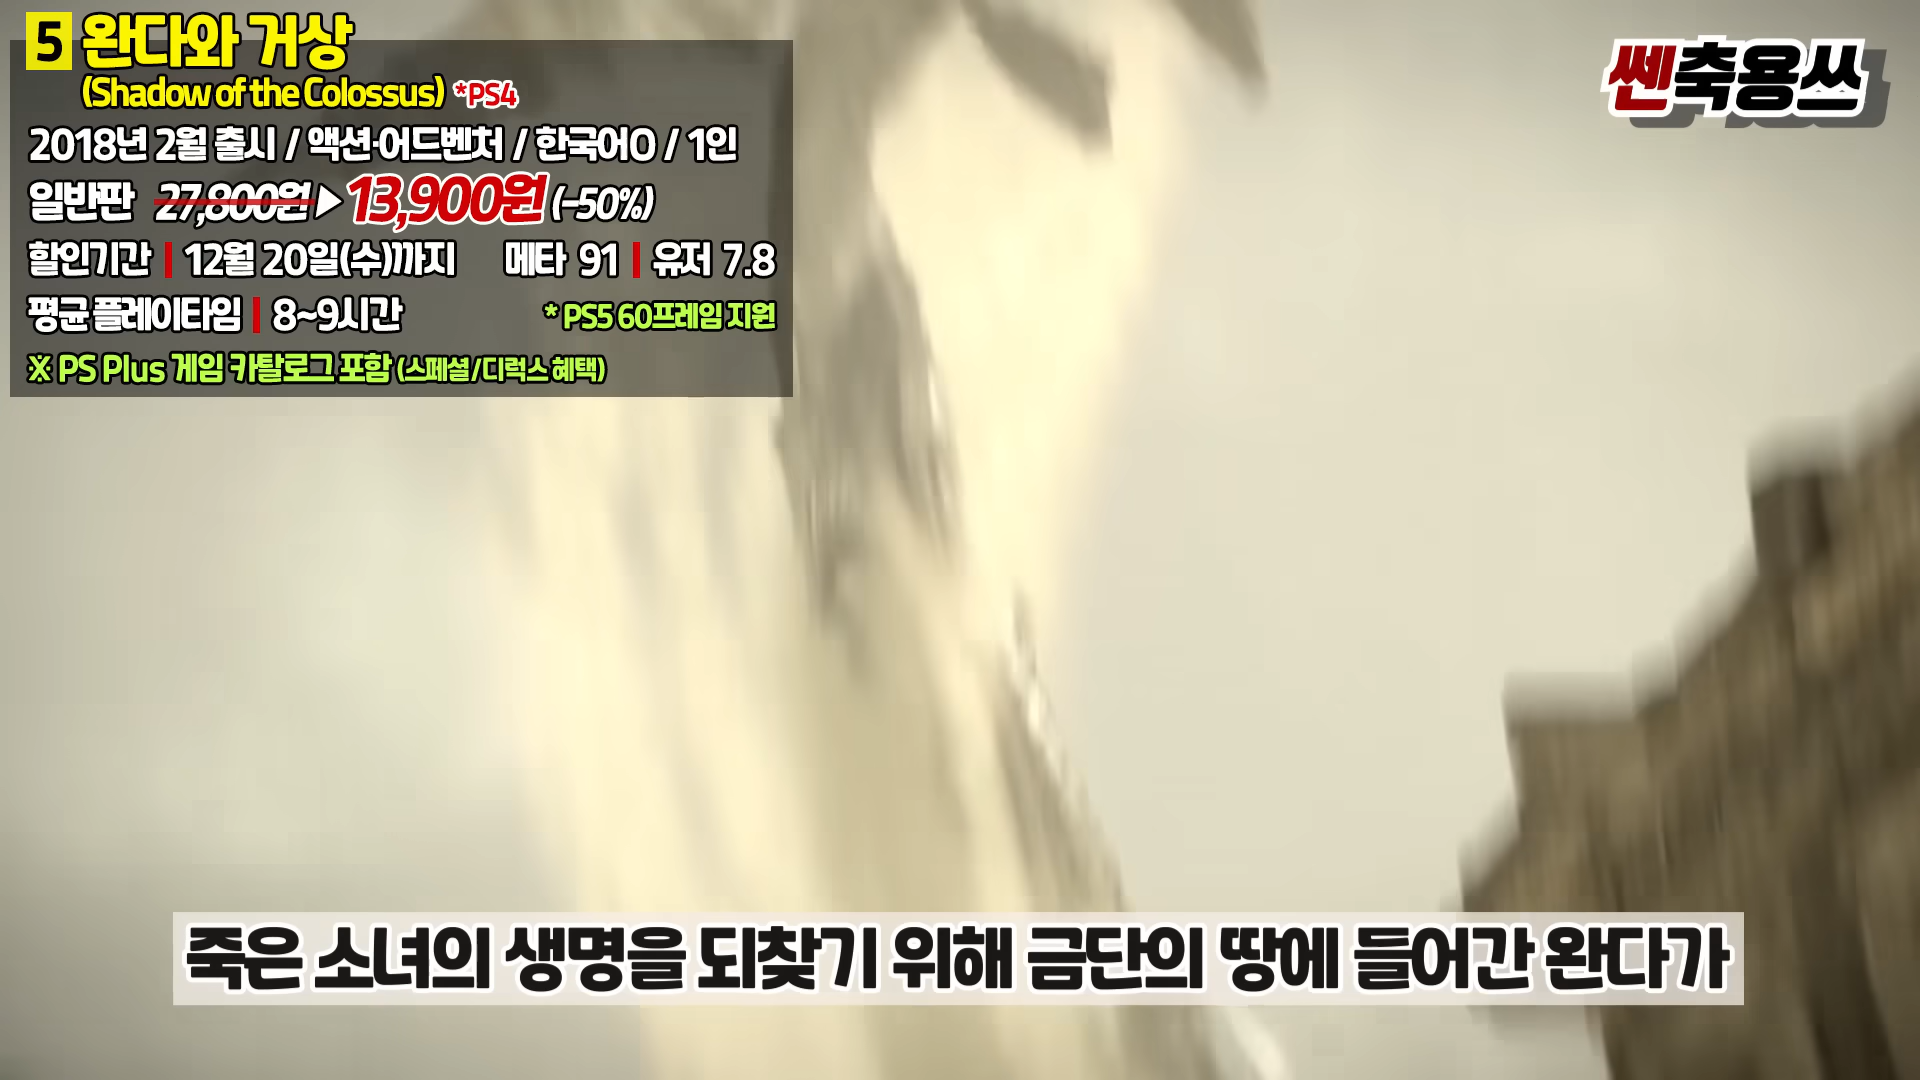 5 완다와 거상
(Shadow of the Colossus) *PS4
2018년 2월 출시 / 액션·어드벤처 / 한국어O / 1인
일반판 27,800원▶13,900원 (-50%)
할인기간 | 12월 20일(수)까지 메타 91 | 유저 7.8
평균 플레이타임 | 8~9시간 * PS5 60프레임 지원
※ PS Plus 게임 카탈로그 포함 (스페셜/디럭스 혜택)
쎈축용쓰
죽은 소녀의 생명을 되찾기 위해 금단의 땅에 들어간 완다가